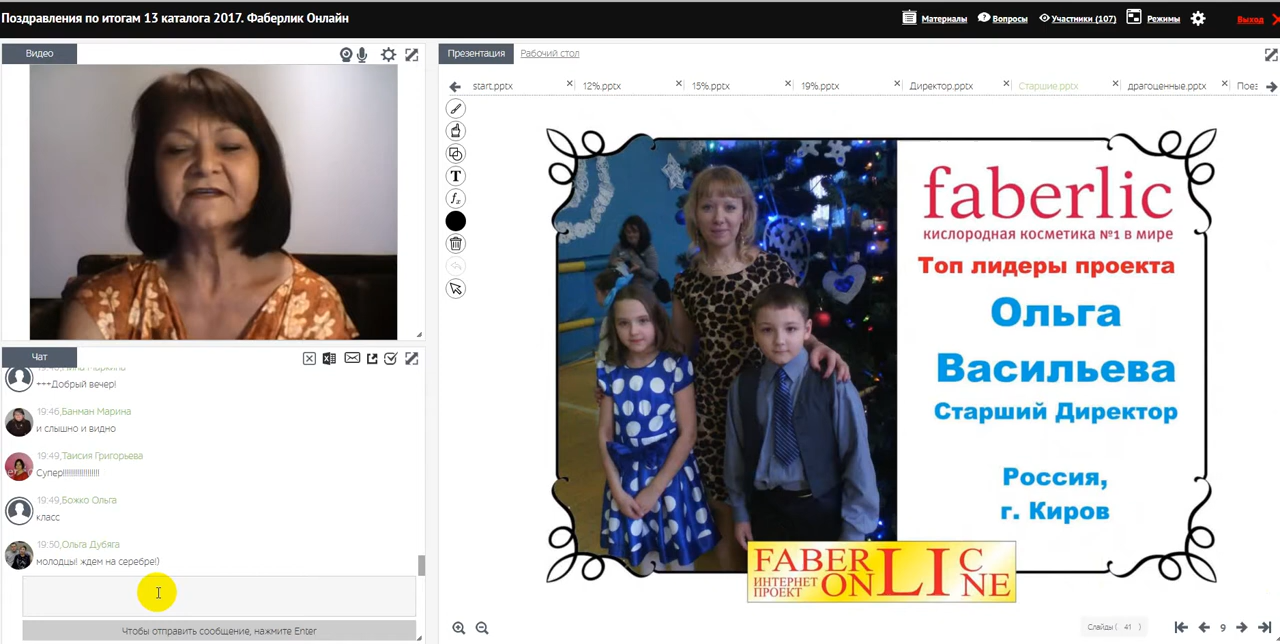 Поздравления по итогам 13 каталога 2017. Фаберлик Онлайн
Материалы
Вопросы
Участники (107)
Режимы
Выход
Видео
Презентация
Рабочий стол
start.pptx
12%.pptx
15%.pptx
19%.pptx
Директор.pptx
Старшие.pptx
драгоценные.pptx
Поез
faberlic
кислородная косметика №1 в мире
Топ лидеры проекта
Ольга
Васильева
Старший Директор
Россия,
г. Киров
FABERLIC
ИНТЕРНЕТ
ПРОЕКТ
ONLINE
Чат
+++Добрый вечер!
19:46,Банман Марина
и слышно и видно
19:49,Таисия Григорьева
Супер!!!!!!!!!!!!!!!!!!!
19:49,Божко Ольга
класс
19:50,Ольга Дубяга
молодцы! ждем на серебре!)
Чтобы отправить сообщение, нажмите Enter
Слайды ( 41 )
9